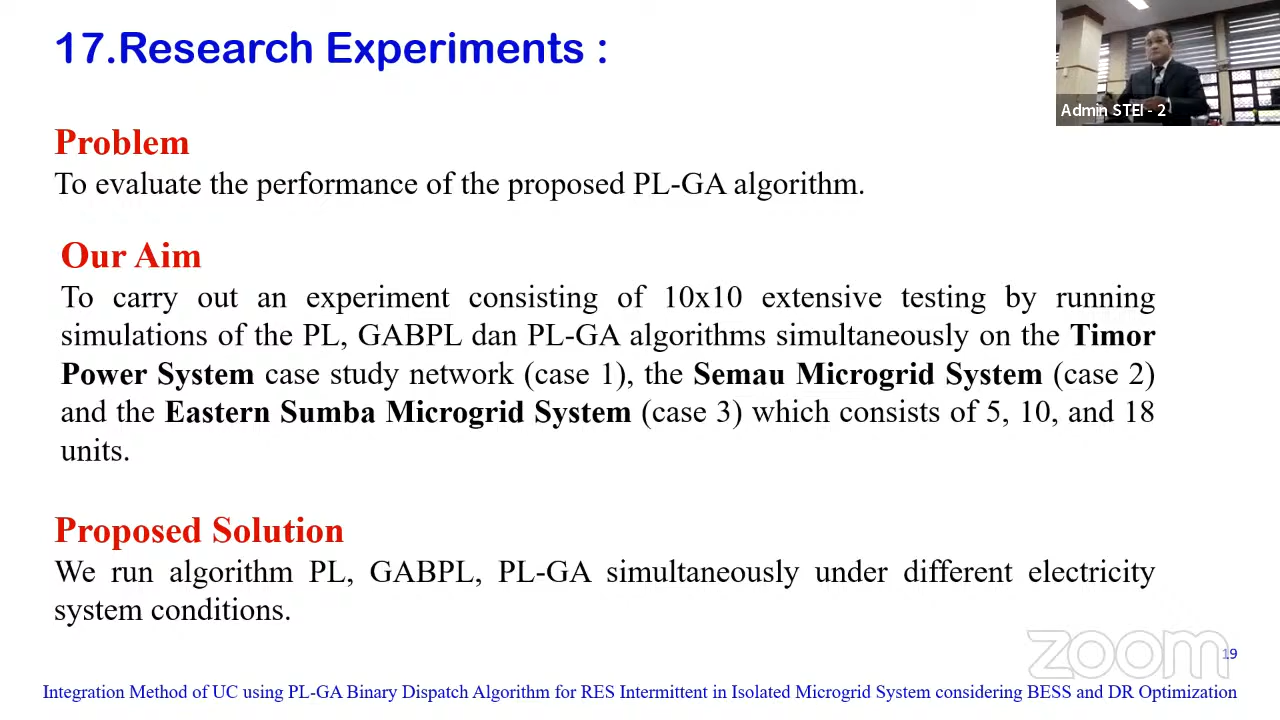 17.Research Experiments :
Admin STEI - 2
Problem
To evaluate the performance of the proposed PL-GA algorithm.
Our Aim
To carry out an experiment consisting of 10x10 extensive testing by running
simulations of the PL, GABPL dan PL-GA algorithms simultaneously on the Timor
Power System case study network (case 1), the Semau Microgrid System (case 2)
and the Eastern Sumba Microgrid System (case 3) which consists of 5, 10, and 18
units.
Proposed Solution
We run algorithm PL, GABPL, PL-GA simultaneously under different electricity
system conditions.
zoom
19
Integration Method of UC using PL-GA Binary Dispatch Algorithm for RES Intermittent in Isolated Microgrid System considering BESS and DR Optimization